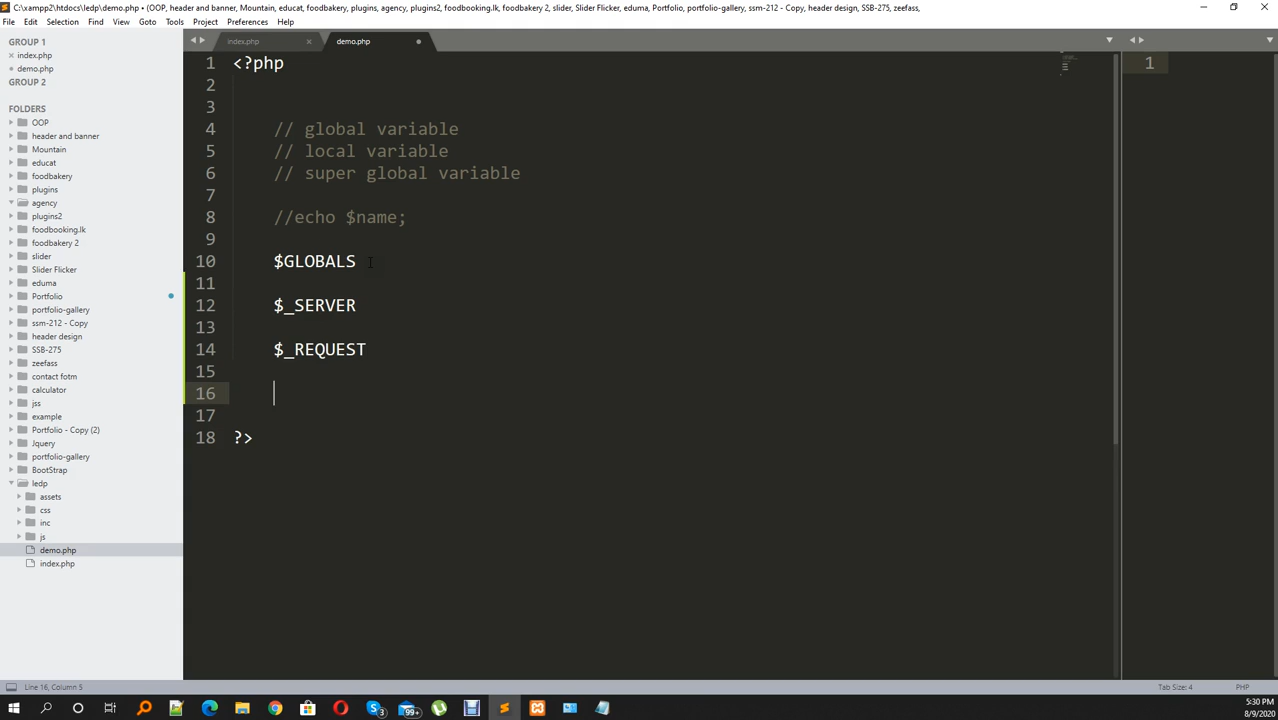 C:\xampp2\htdocs\ledp\demo.php • (OOP, header and banner, Mountain, educat, foodbakery, plugins, agency, plugins2, foodbooking.lk, foodbakery 2, slider, Slider Flicker, eduma, Portfolio, portfolio-gallery, ssm-212 - Copy, header design, SSB-275, zeefass,
File Edit Selection Find View Goto Tools Project Preferences Help
GROUP 1
index.php
demo.php
GROUP 2
FOLDERS
OOP
header and banner
Mountain
educat
foodbakery
plugins
agency
plugins2
foodbooking.lk
foodbakery 2
slider
Slider Flicker
eduma
Portfolio
portfolio-gallery
ssm-212 - Copy
header design
SSB-275
zeefass
contact fotm
calculator
jss
example
Portfolio - Copy (2)
Jquery
portfolio-gallery
BootStrap
ledp
assets
css
inc
js
demo.php
index.php
index.php demo.php
1 <?php
2
3
4 // global variable
5 // local variable
6 // super global variable
7
8 //echo $name;
9
10 $GLOBALS
11
12 $_SERVER
13
14 $_REQUEST
15
16
17
18 ?>
1
Line 16, Column 5 Tab Size: 4 PHP
3 99+
5:30 PM
8/9/2020